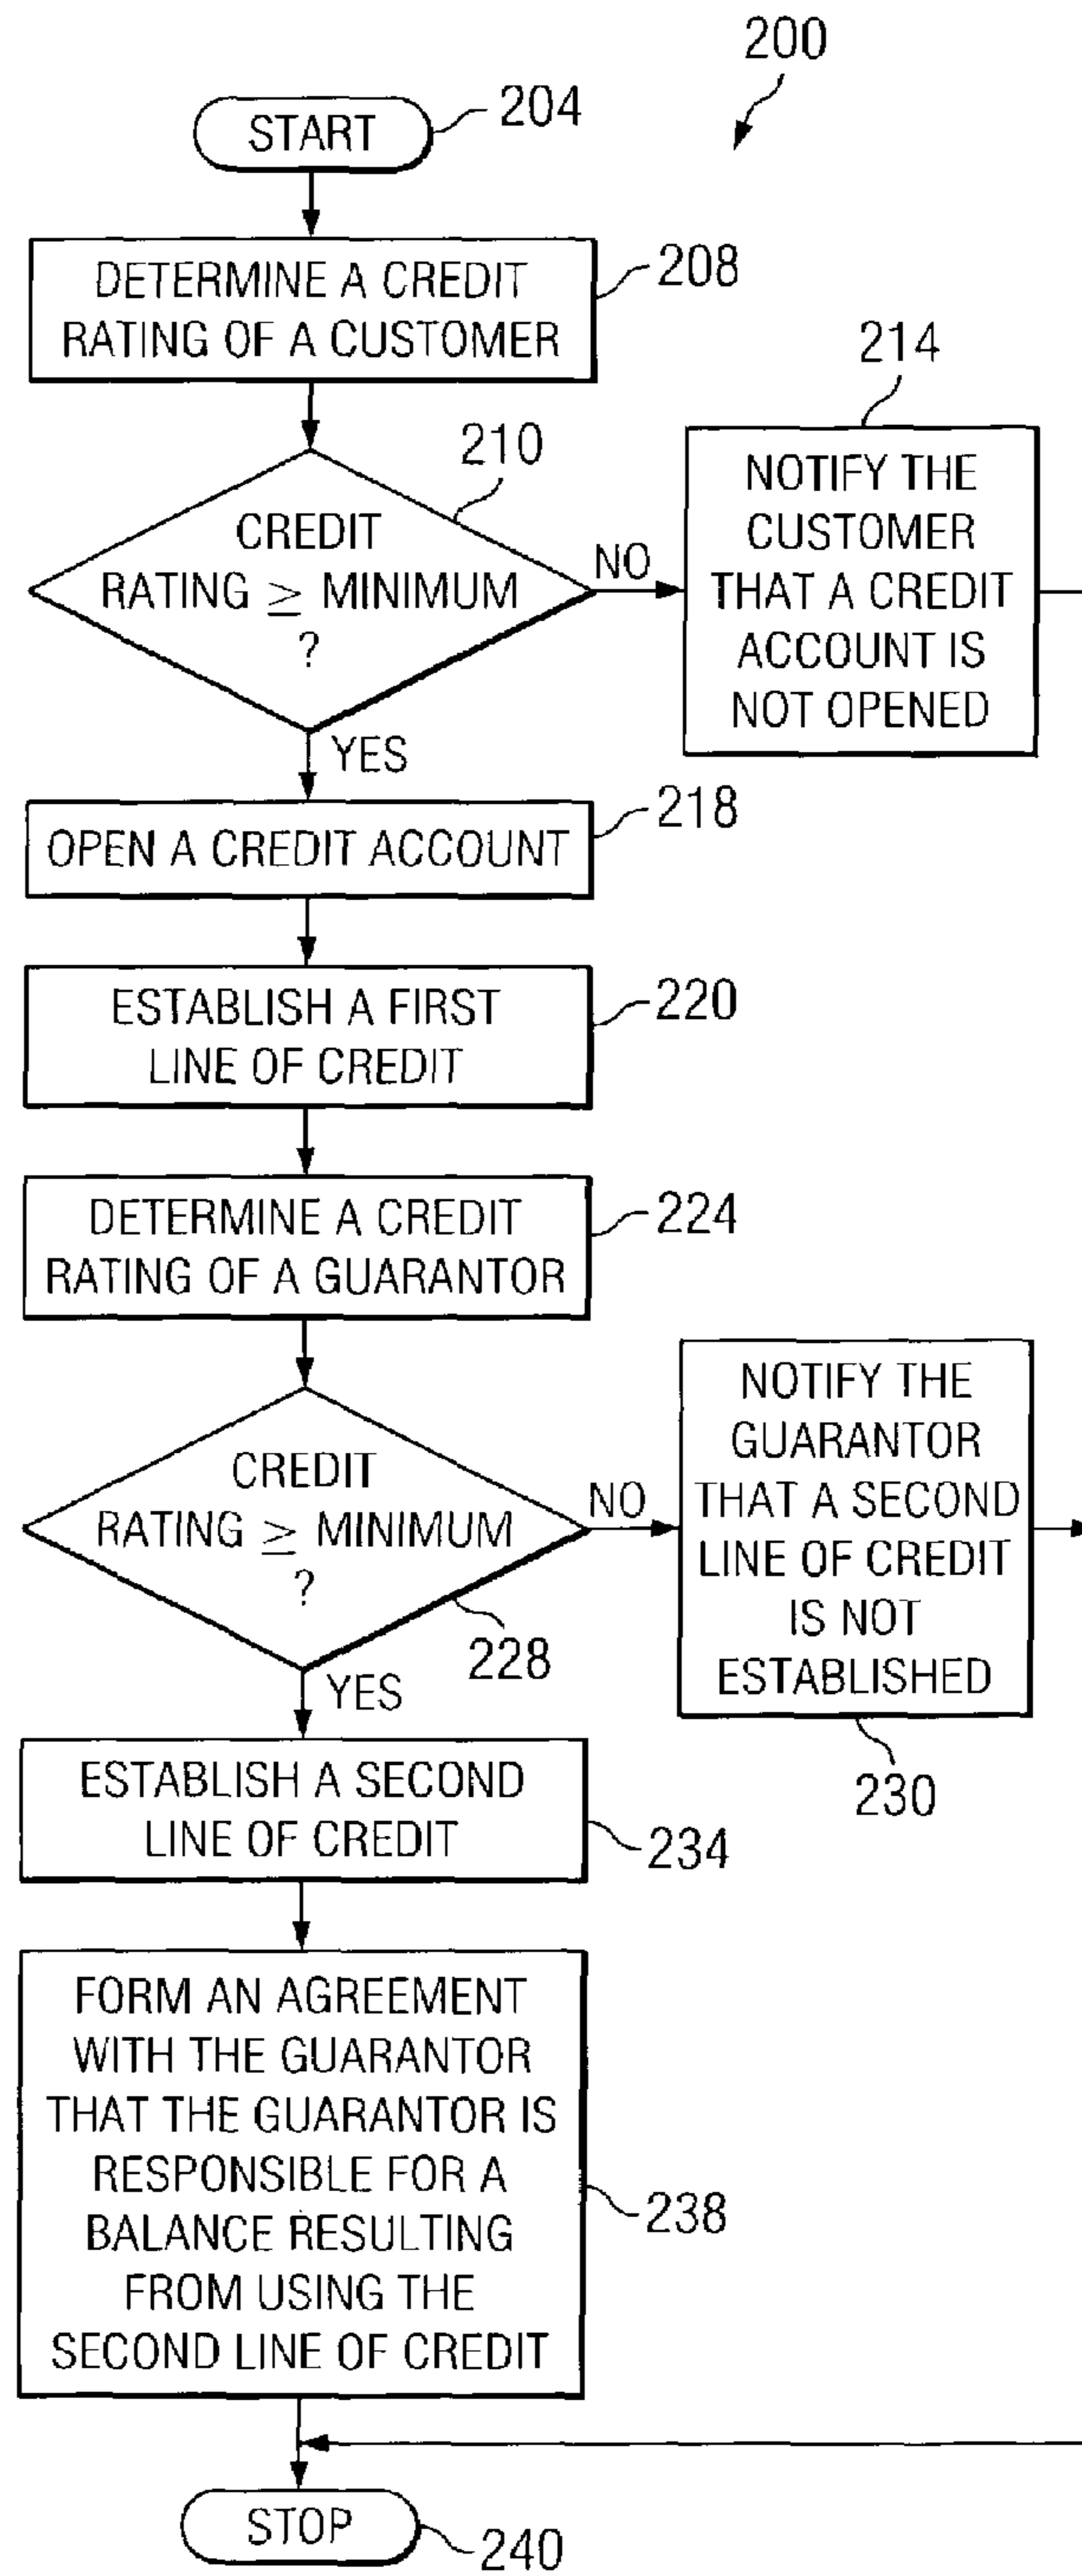 200
START
204
DETERMINE A CREDIT
RATING OF A CUSTOMER
208
210
CREDIT
RATING ≥ MINIMUM
?
NO
214
NOTIFY THE
CUSTOMER
THAT A CREDIT
ACCOUNT IS
NOT OPENED
YES
OPEN A CREDIT ACCOUNT
218
ESTABLISH A FIRST
LINE OF CREDIT
220
DETERMINE A CREDIT
RATING OF A GUARANTOR
224
CREDIT
RATING ≥ MINIMUM
?
228
NO
NOTIFY THE
GUARANTOR
THAT A SECOND
LINE OF CREDIT
IS NOT
ESTABLISHED
230
YES
ESTABLISH A SECOND
LINE OF CREDIT
234
FORM AN AGREEMENT
WITH THE GUARANTOR
THAT THE GUARANTOR IS
RESPONSIBLE FOR A
BALANCE RESULTING
FROM USING THE
SECOND LINE OF CREDIT
238
STOP
240